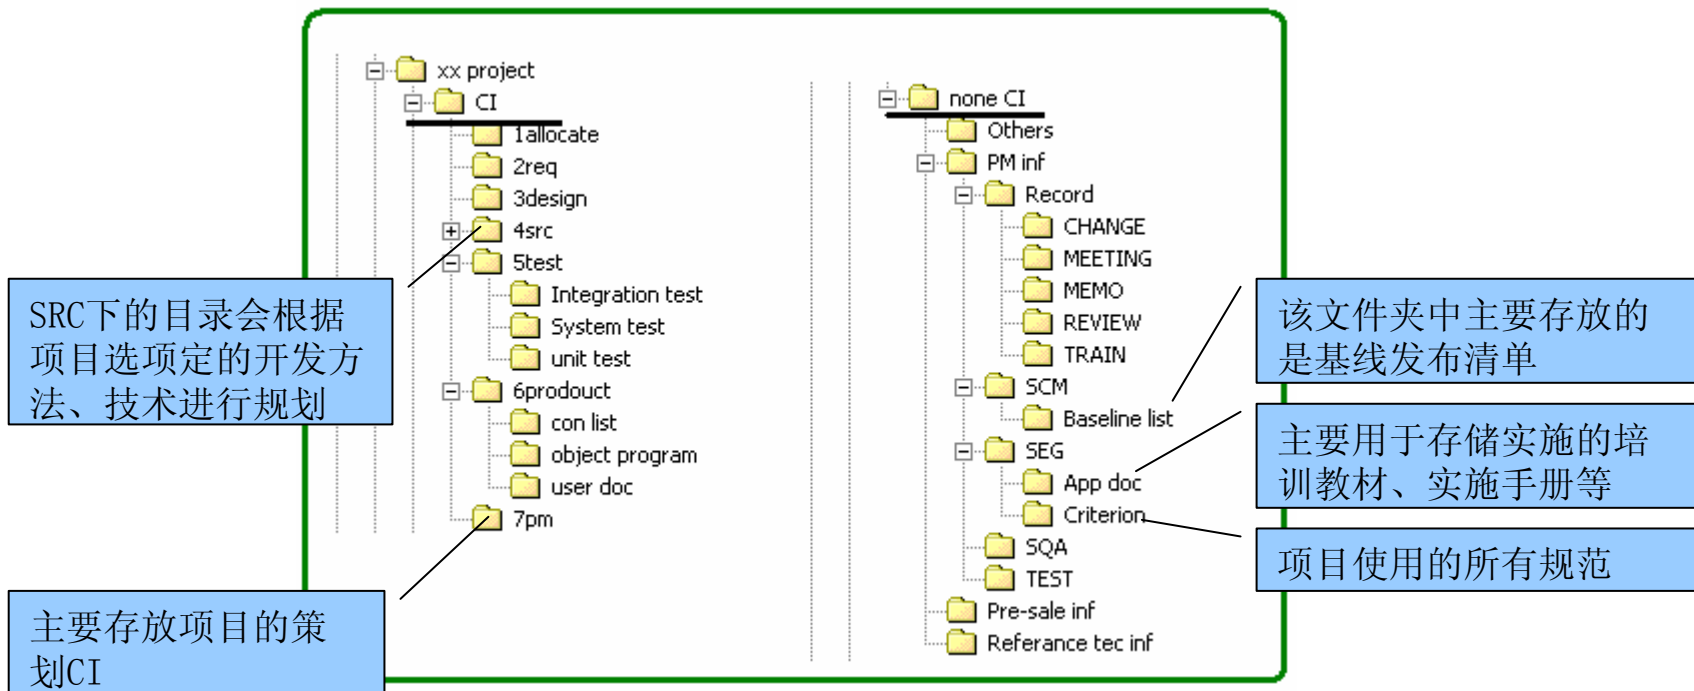 xx project
CI
1allocate
2req
3design
4src
5test
Integration test
System test
unit test
6prodouct
con list
object program
user doc
7pm
none CI
Others
PM inf
Record
CHANGE
MEETING
MEMO
REVIEW
TRAIN
SCM
Baseline list
SEG
App doc
Criterion
SQA
TEST
Pre-sale inf
Referance tec inf
SRC下的目录会根据
项目选项定的开发方
法、技术进行规划
主要存放项目的策
划CI
该文件夹中主要存放的
是基线发布清单
主要用于存储实施的培
训教材、实施手册等
项目使用的所有规范